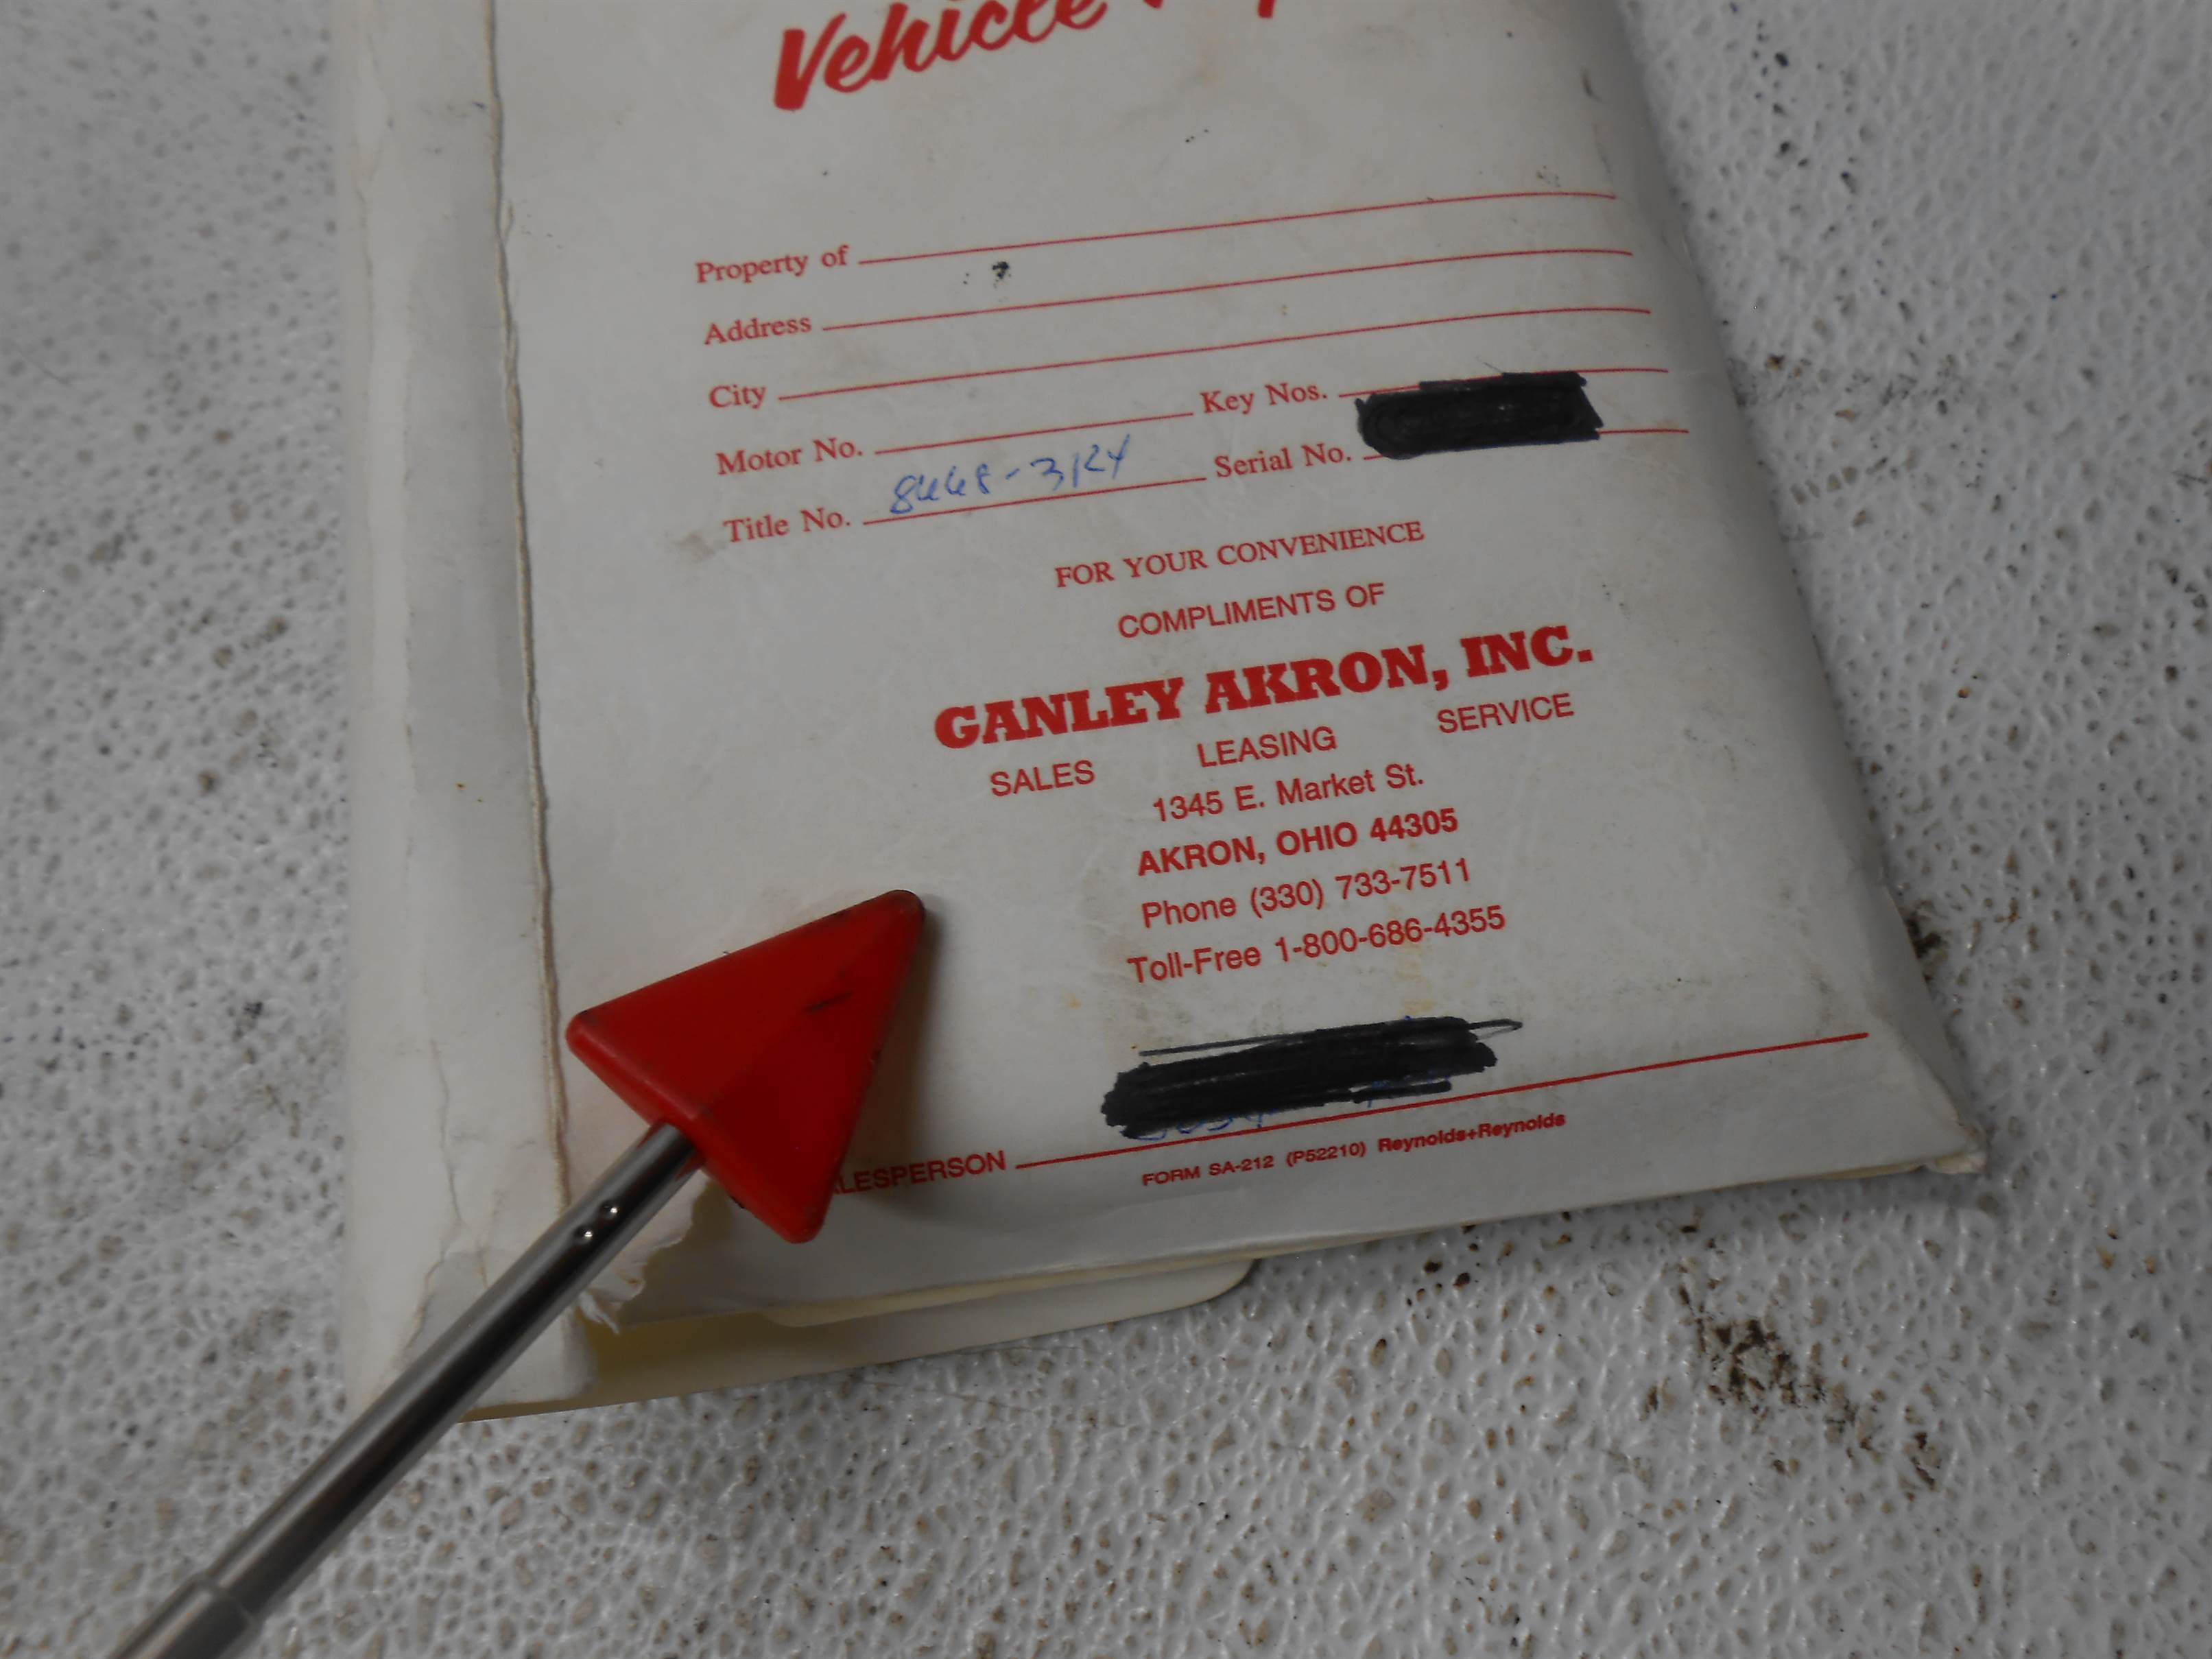 Vehicle
Property of
Address
City
Motor No. Key Nos.
Title No. 8668-3124 Serial No.
FOR YOUR CONVENIENCE
COMPLIMENTS OF
GANLEY AKRON, INC.
SALES LEASING SERVICE
1345 E. Market St.
AKRON, OHIO 44305
Phone (330) 733-7511
Toll-Free 1-800-686-4355
LESPERSON
FORM SA-212 (P52210) Reynolds+Reynolds